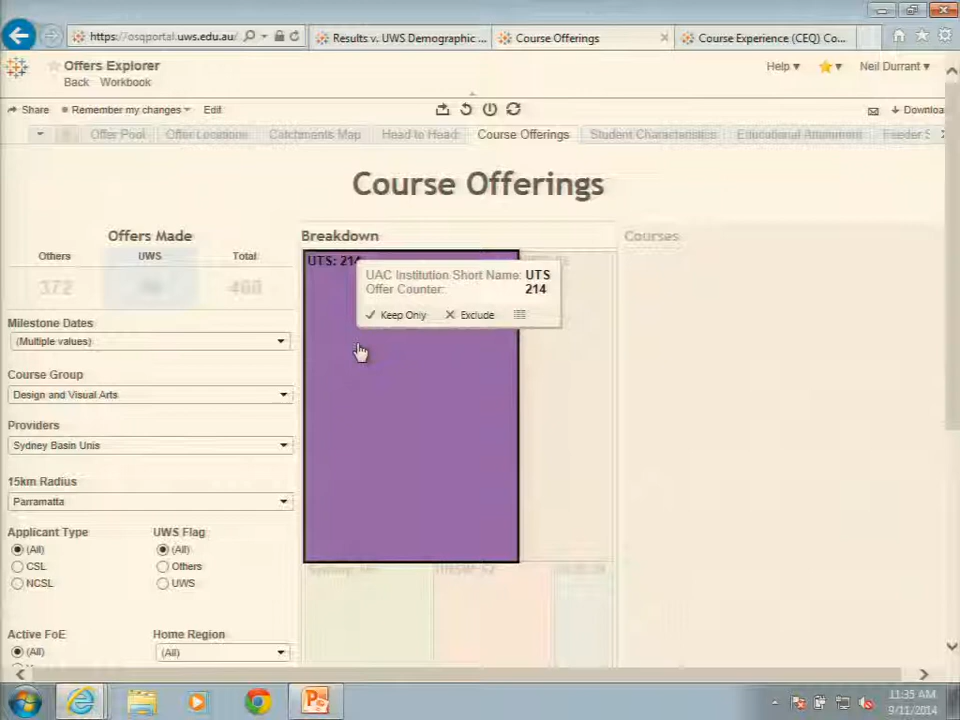 https://osqportal.uws.edu.au/
Results v. UWS Demographic ...
Course Offerings
Course Experience (CEQ) Co...
Offers Explorer
Back Workbook
Help
Neil Durrant
Share
Remember my changes
Edit
Downloa
Offer Pool
Offer Locations
Catchments Map
Head to Head
Course Offerings
Student Characteristics
Educational Attainment
Feeder S
Course Offerings
Offers Made
Others UWS Total
372
Milestone Dates
(Multiple values)
Course Group
Design and Visual Arts
Providers
Sydney Basin Unis
15km Radius
Parramatta
Applicant Type
(All)
CSL
NCSL
UWS Flag
(All)
Others
UWS
Active FoE
(All)
Home Region
(All)
Breakdown
UTS: 214
UAC Institution Short Name: UTS
Offer Counter: 214
Keep Only Exclude
Courses
11:35 AM
9/11/2014